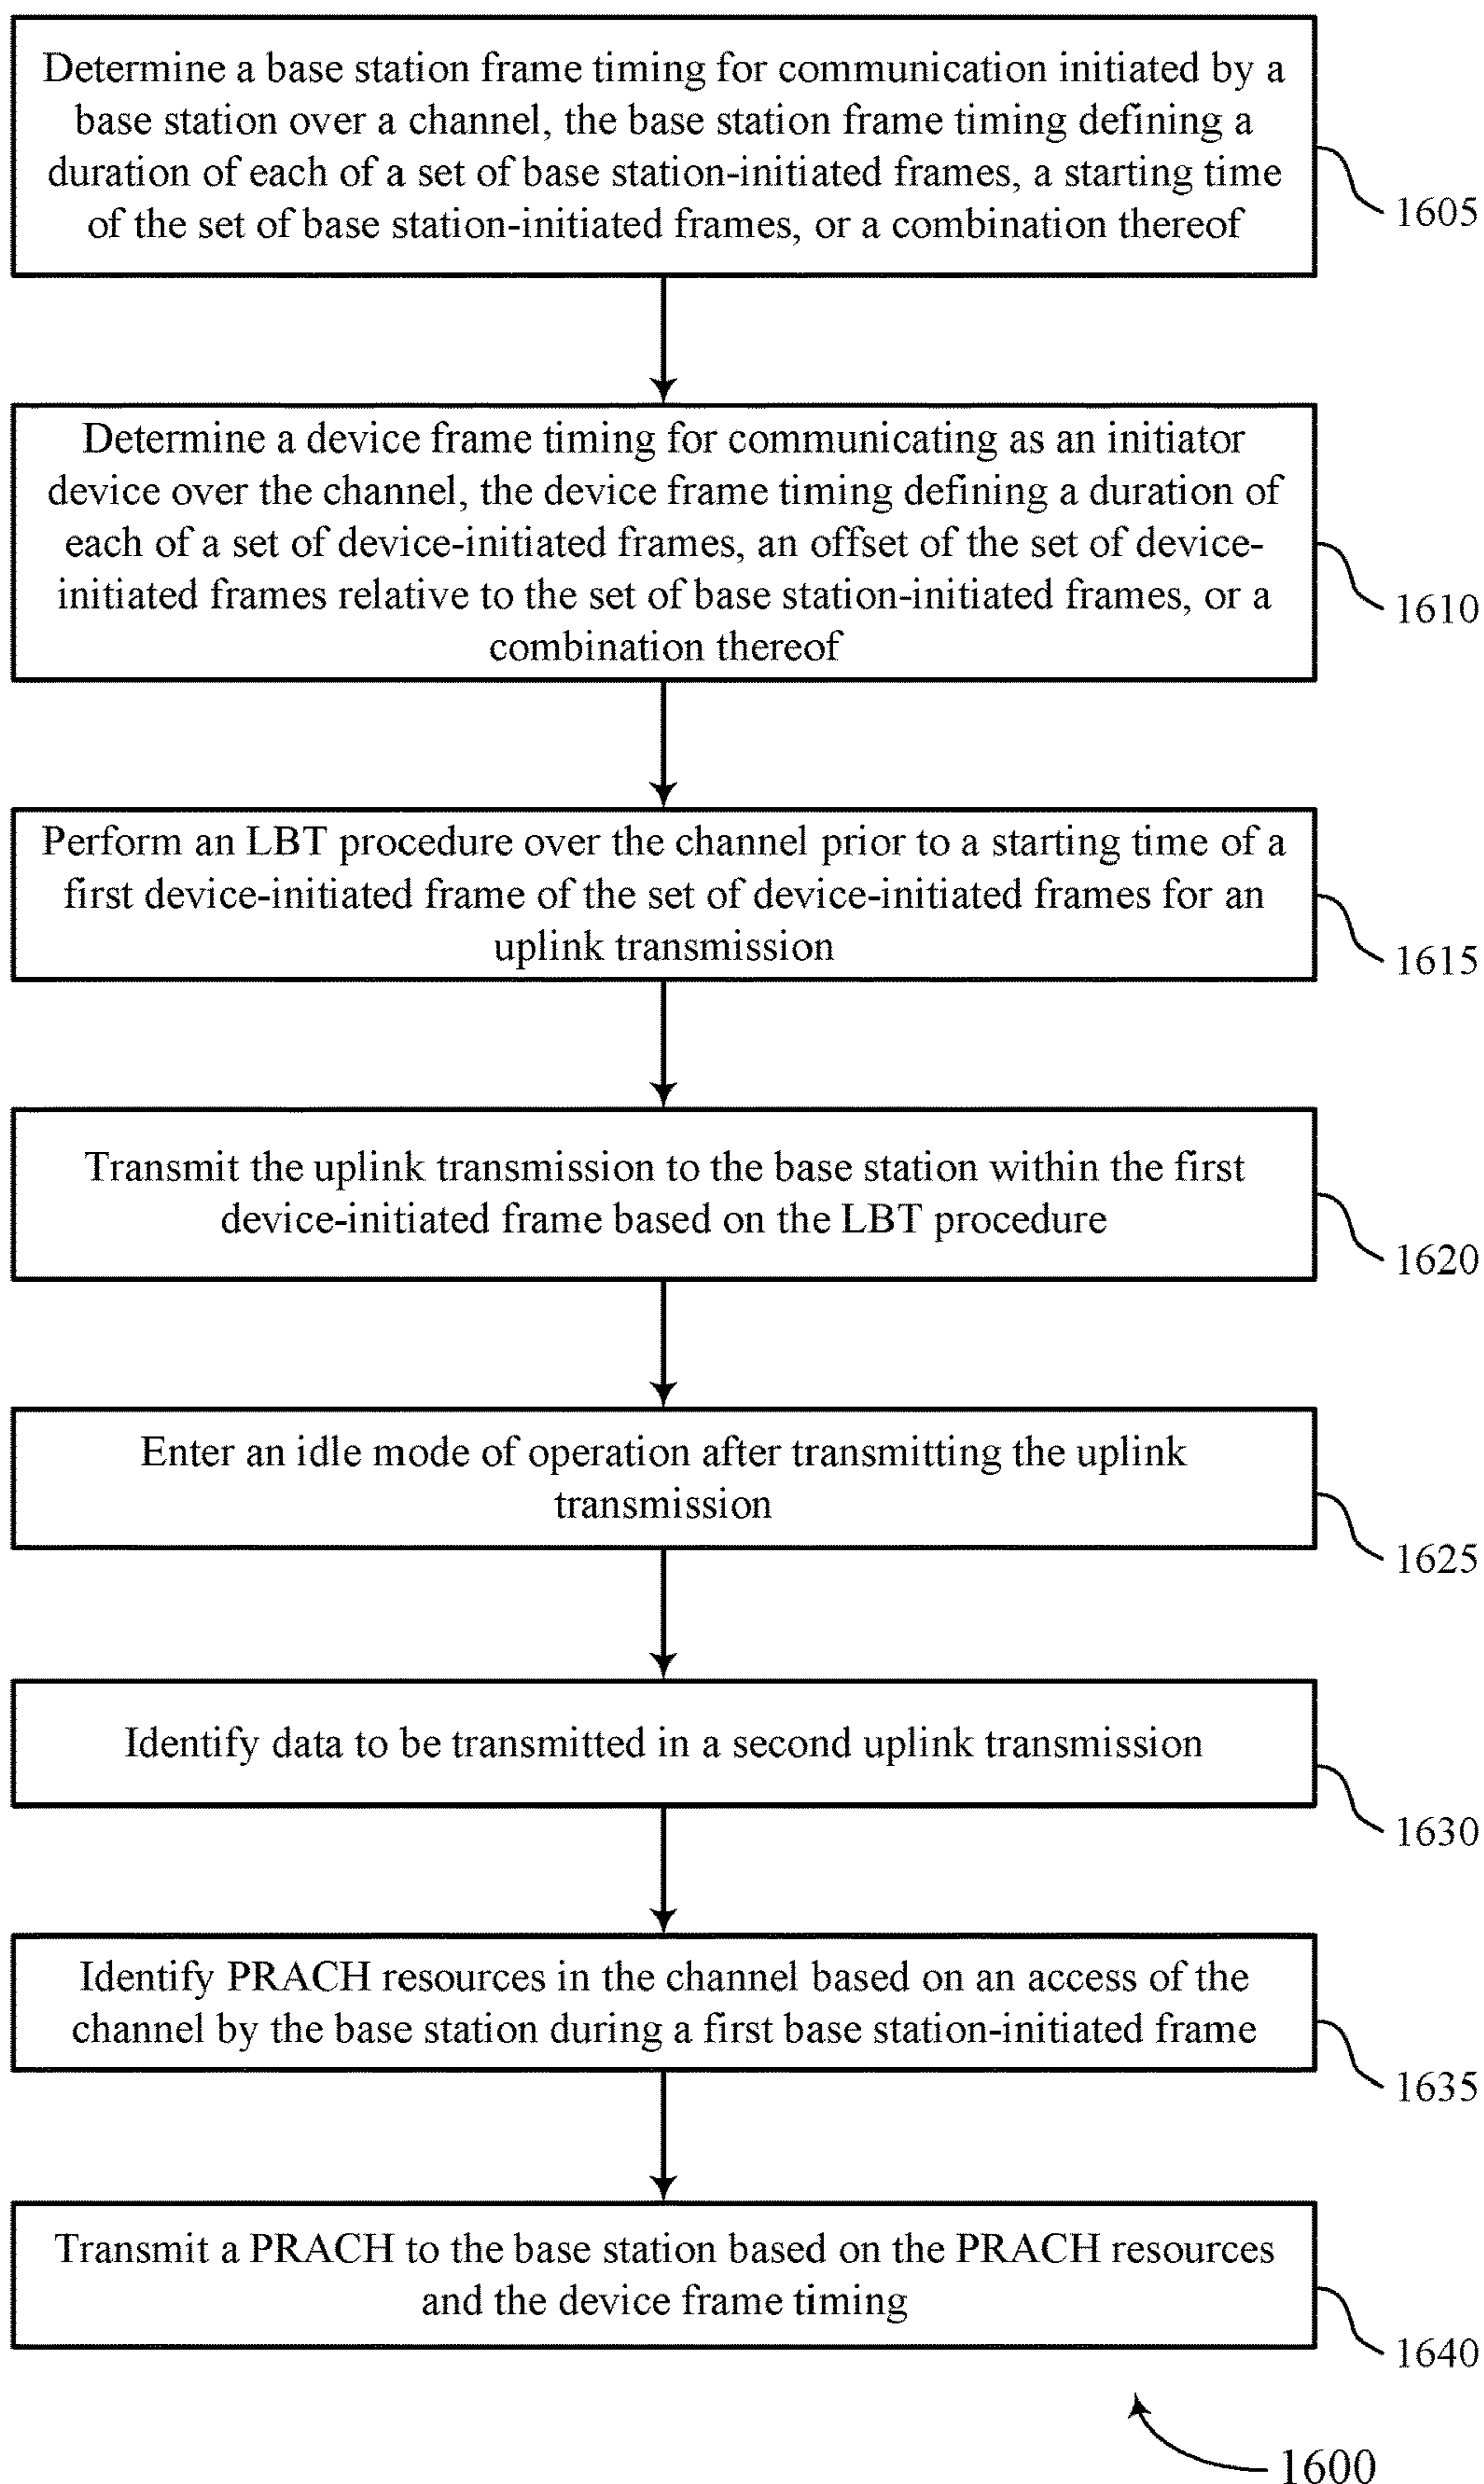 Determine a base station frame timing for communication initiated by a
base station over a channel, the base station frame timing defining a
duration of each of a set of base station-initiated frames, a starting time
of the set of base station-initiated frames, or a combination thereof
1605
Determine a device frame timing for communicating as an initiator
device over the channel, the device frame timing defining a duration of
each of a set of device-initiated frames, an offset of the set of device-
initiated frames relative to the set of base station-initiated frames, or a
combination thereof
1610
Perform an LBT procedure over the channel prior to a starting time of a
first device-initiated frame of the set of device-initiated frames for an
uplink transmission
1615
Transmit the uplink transmission to the base station within the first
device-initiated frame based on the LBT procedure
1620
Enter an idle mode of operation after transmitting the uplink
transmission
1625
Identify data to be transmitted in a second uplink transmission
1630
Identify PRACH resources in the channel based on an access of the
channel by the base station during a first base station-initiated frame
1635
Transmit a PRACH to the base station based on the PRACH resources
and the device frame timing
1640
1600